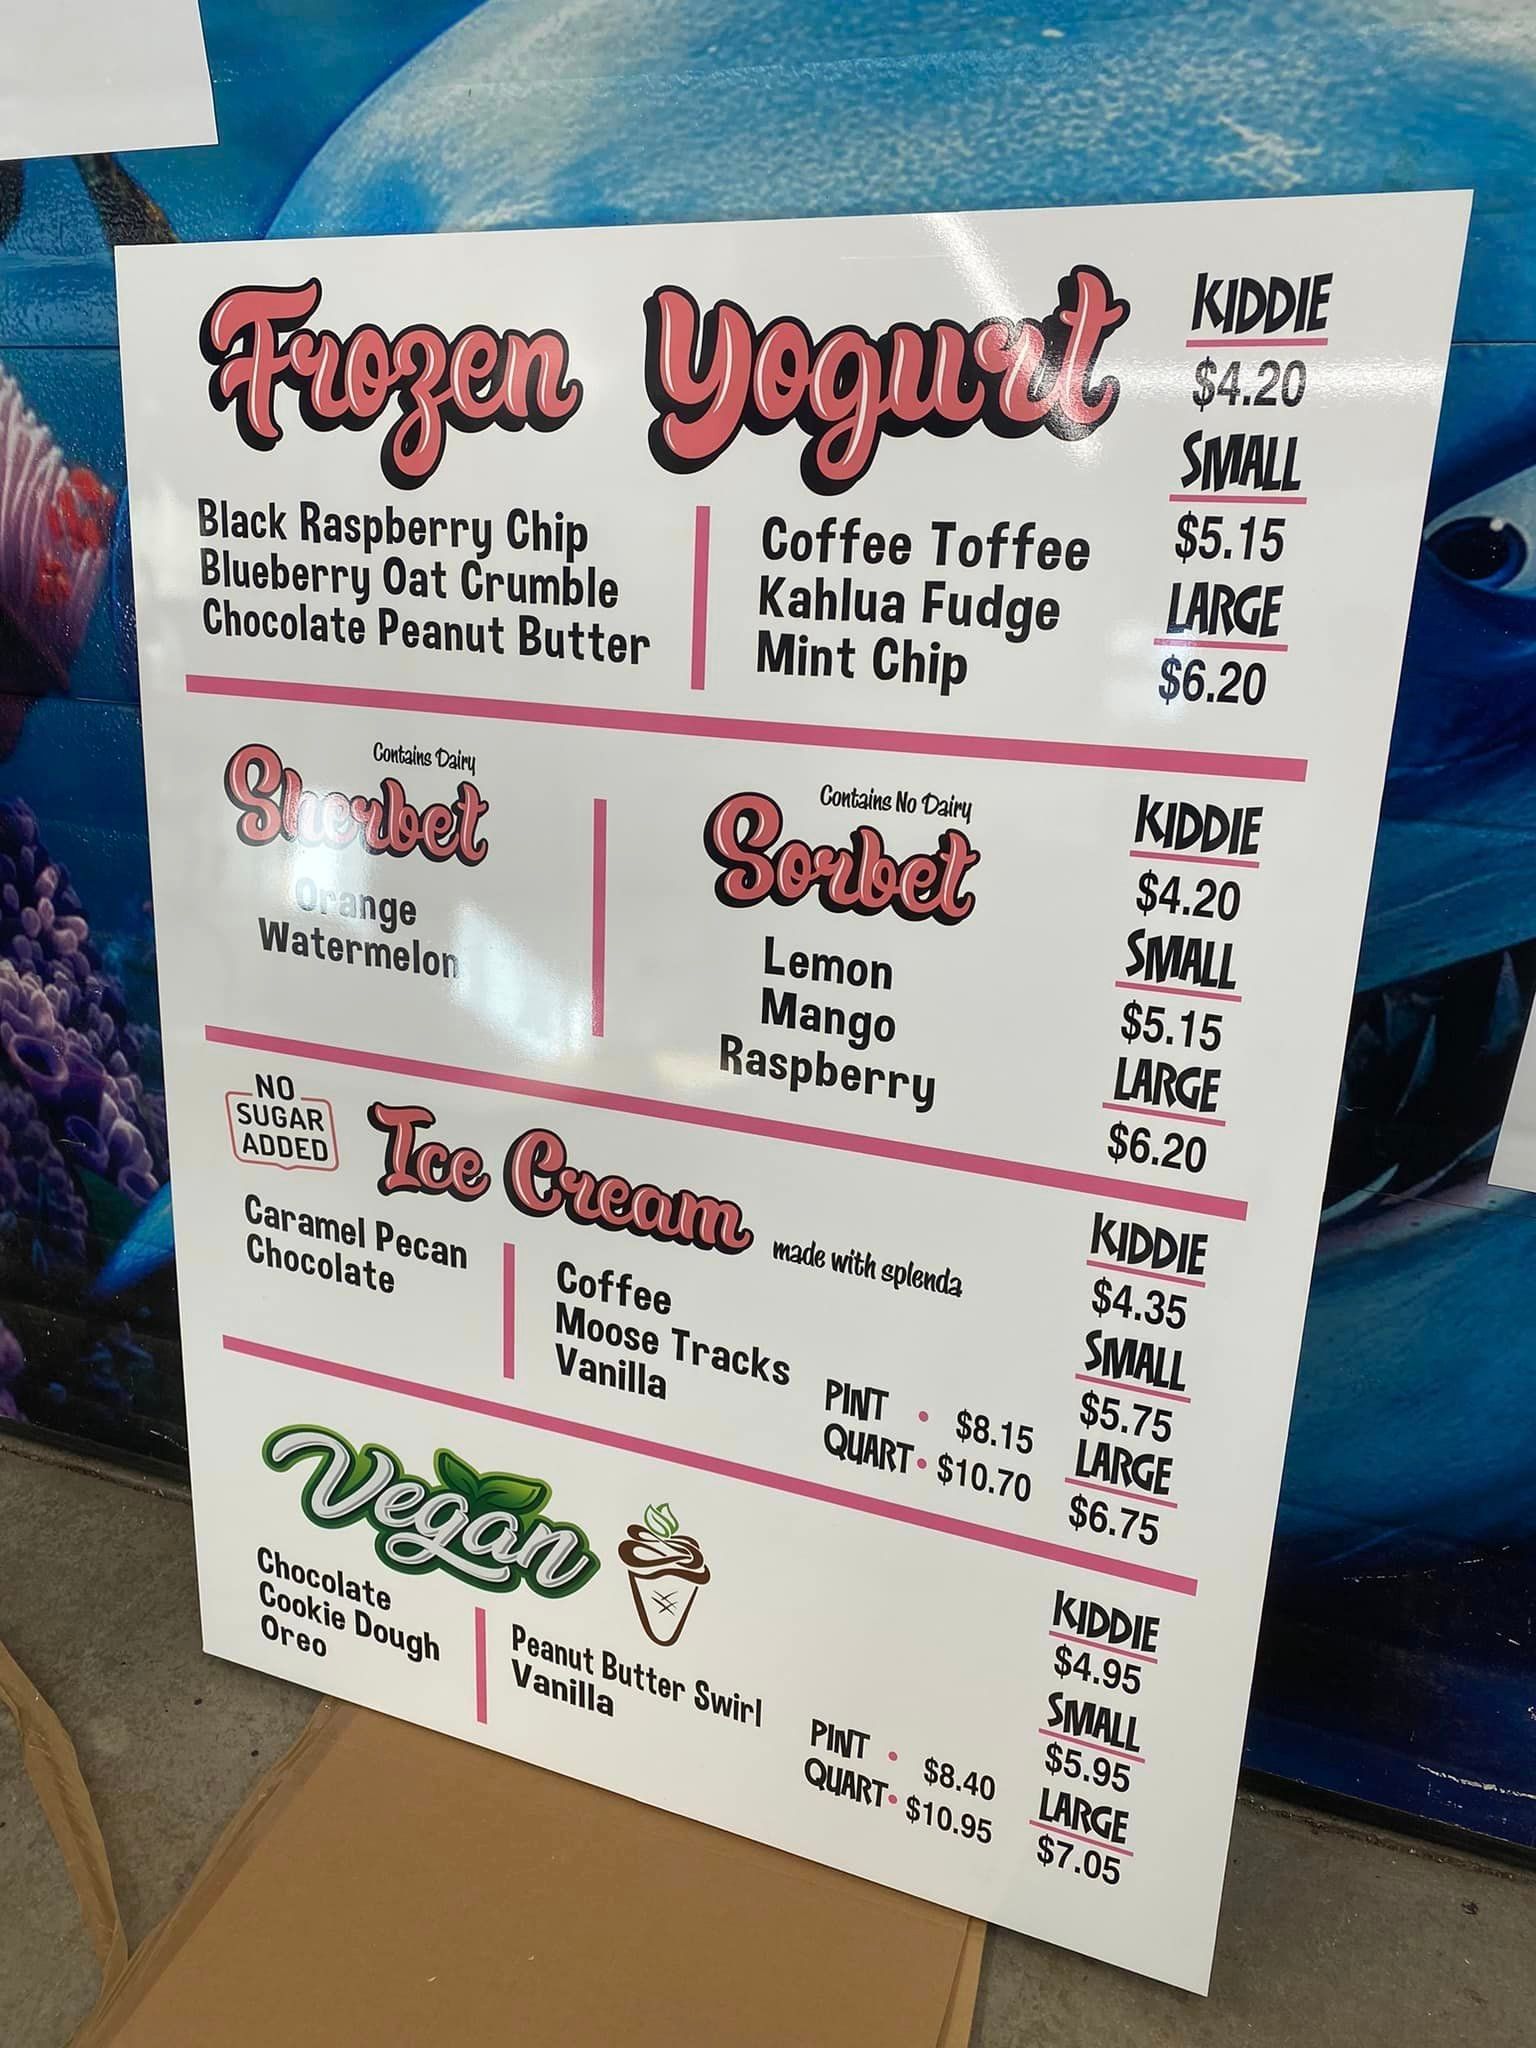 Frozen Yogurt
Black Raspberry Chip
Blueberry Oat Crumble
Chocolate Peanut Butter
Coffee Toffee
Kahlua Fudge
Mint Chip
KIDDIE
$4.20
SMALL
$5.15
LARGE
$6.20
Contains Dairy
Sherbet
Orange
Watermelon
Contains No Dairy
Sorbet
Lemon
Mango
Raspberry
KIDDIE
$4.20
SMALL
$5.15
LARGE
$6.20
NO
SUGAR
ADDED
Ice Cream
made with splenda
Caramel Pecan
Chocolate
Coffee
Moose Tracks
Vanilla
PINT • $8.15
QUART • $10.70
KIDDIE
$4.35
SMALL
$5.75
LARGE
$6.75
Vegan
Chocolate
Cookie Dough
Oreo
Peanut Butter Swirl
Vanilla
PINT • $8.40
QUART • $10.95
KIDDIE
$4.95
SMALL
$5.95
LARGE
$7.05